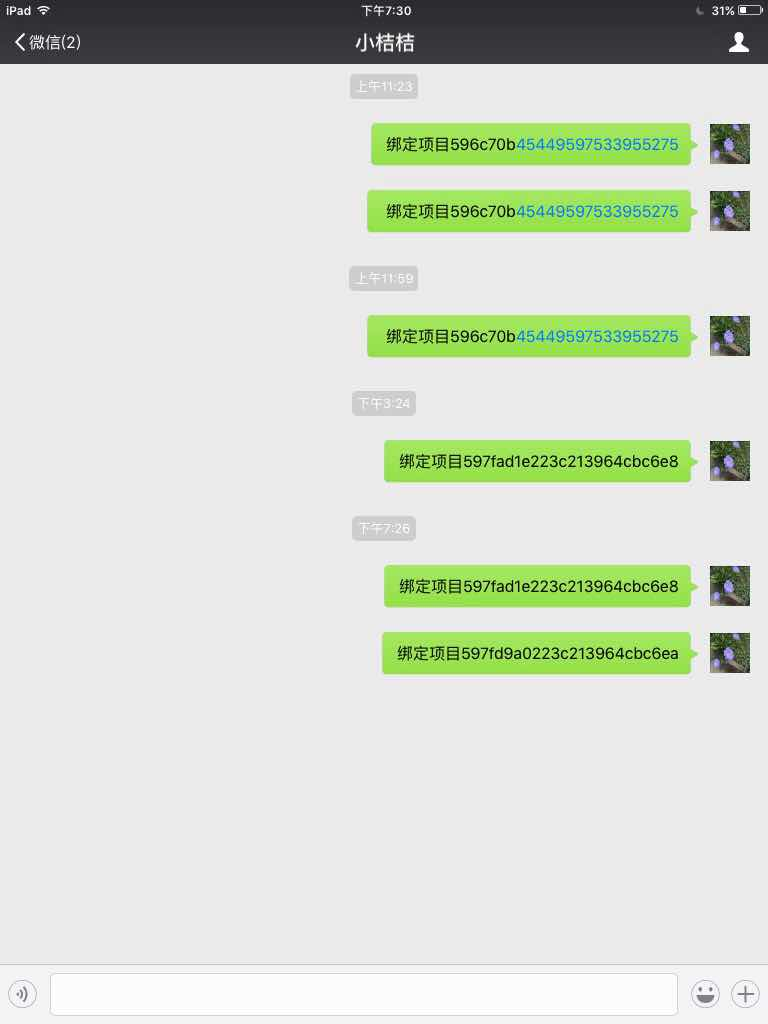 iPad
下午7:30
31%
微信(2)
小桔桔
上午11:23
绑定项目596c70b45449597533955275
绑定项目596c70b45449597533955275
上午11:59
绑定项目596c70b45449597533955275
下午3:24
绑定项目597fad1e223c213964cbc6e8
下午7:26
绑定项目597fad1e223c213964cbc6e8
绑定项目597fd9a0223c213964cbc6ea